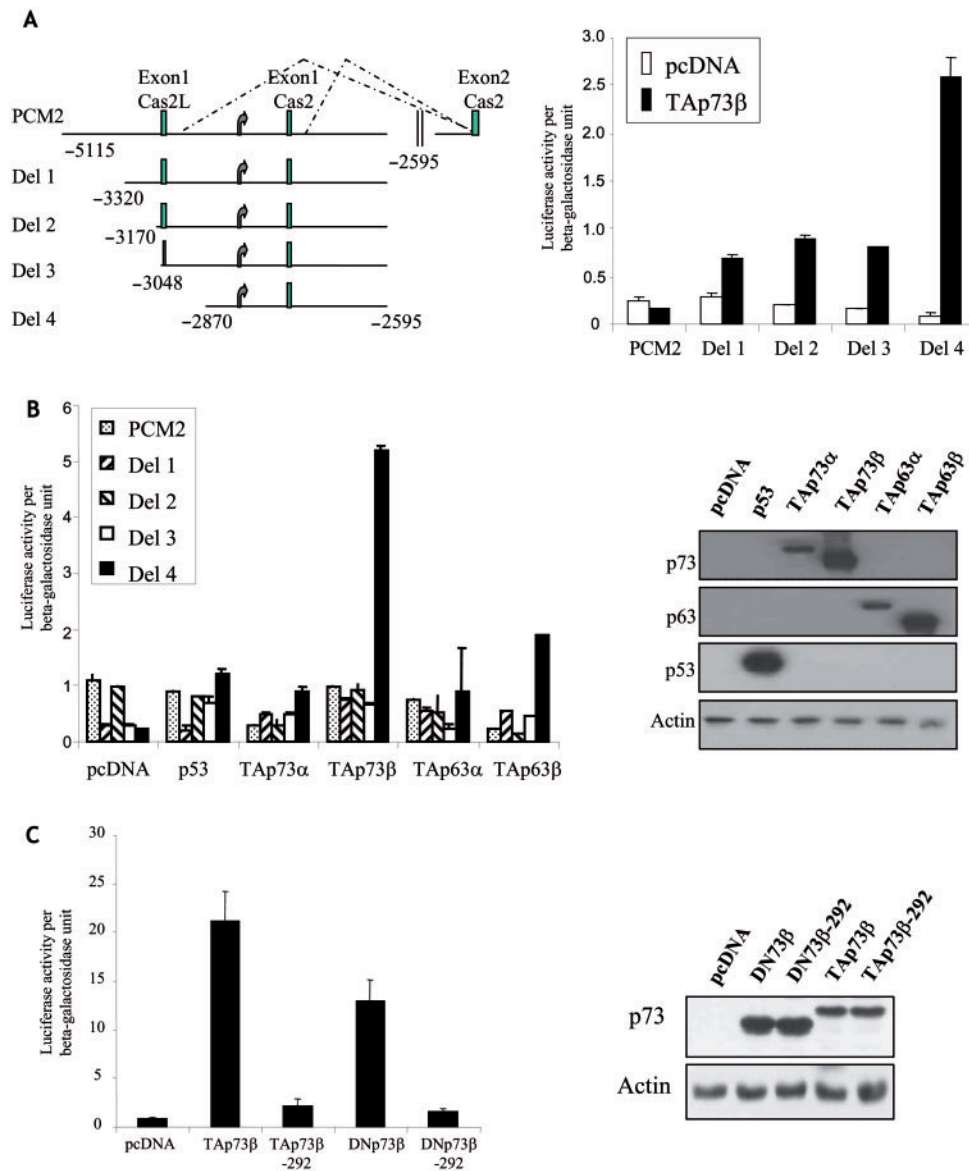 A
Exon1 Exon1 Exon2
Cas2L Cas2 Cas2
PCM2
−5115
−2595
Del 1
−3320
Del 2
−3170
Del 3
−3048
Del 4
−2870 −2595
Luciferase activity per
beta-galactosidase unit
3.0
2.5
2.0
1.5
1.0
0.5
0
pcDNA
TAp73β
PCM2 Del 1 Del 2 Del 3 Del 4
B
Luciferase activity per
beta-galactosidase unit
6
5
4
3
2
1
0
PCM2
Del 1
Del 2
Del 3
Del 4
pcDNA p53 TAp73α TAp73β TAp63α TAp63β
pcDNA p53 TAp73α TAp73β TAp63α TAp63β
p73
p63
p53
Actin
C
Luciferase activity per
beta-galactosidase unit
30
25
20
15
10
5
0
pcDNA TAp73β TAp73β DNp73β DNp73β
-292 -292
pcDNA DN73β DN73β-292 TAp73β TAp73β-292
p73
Actin